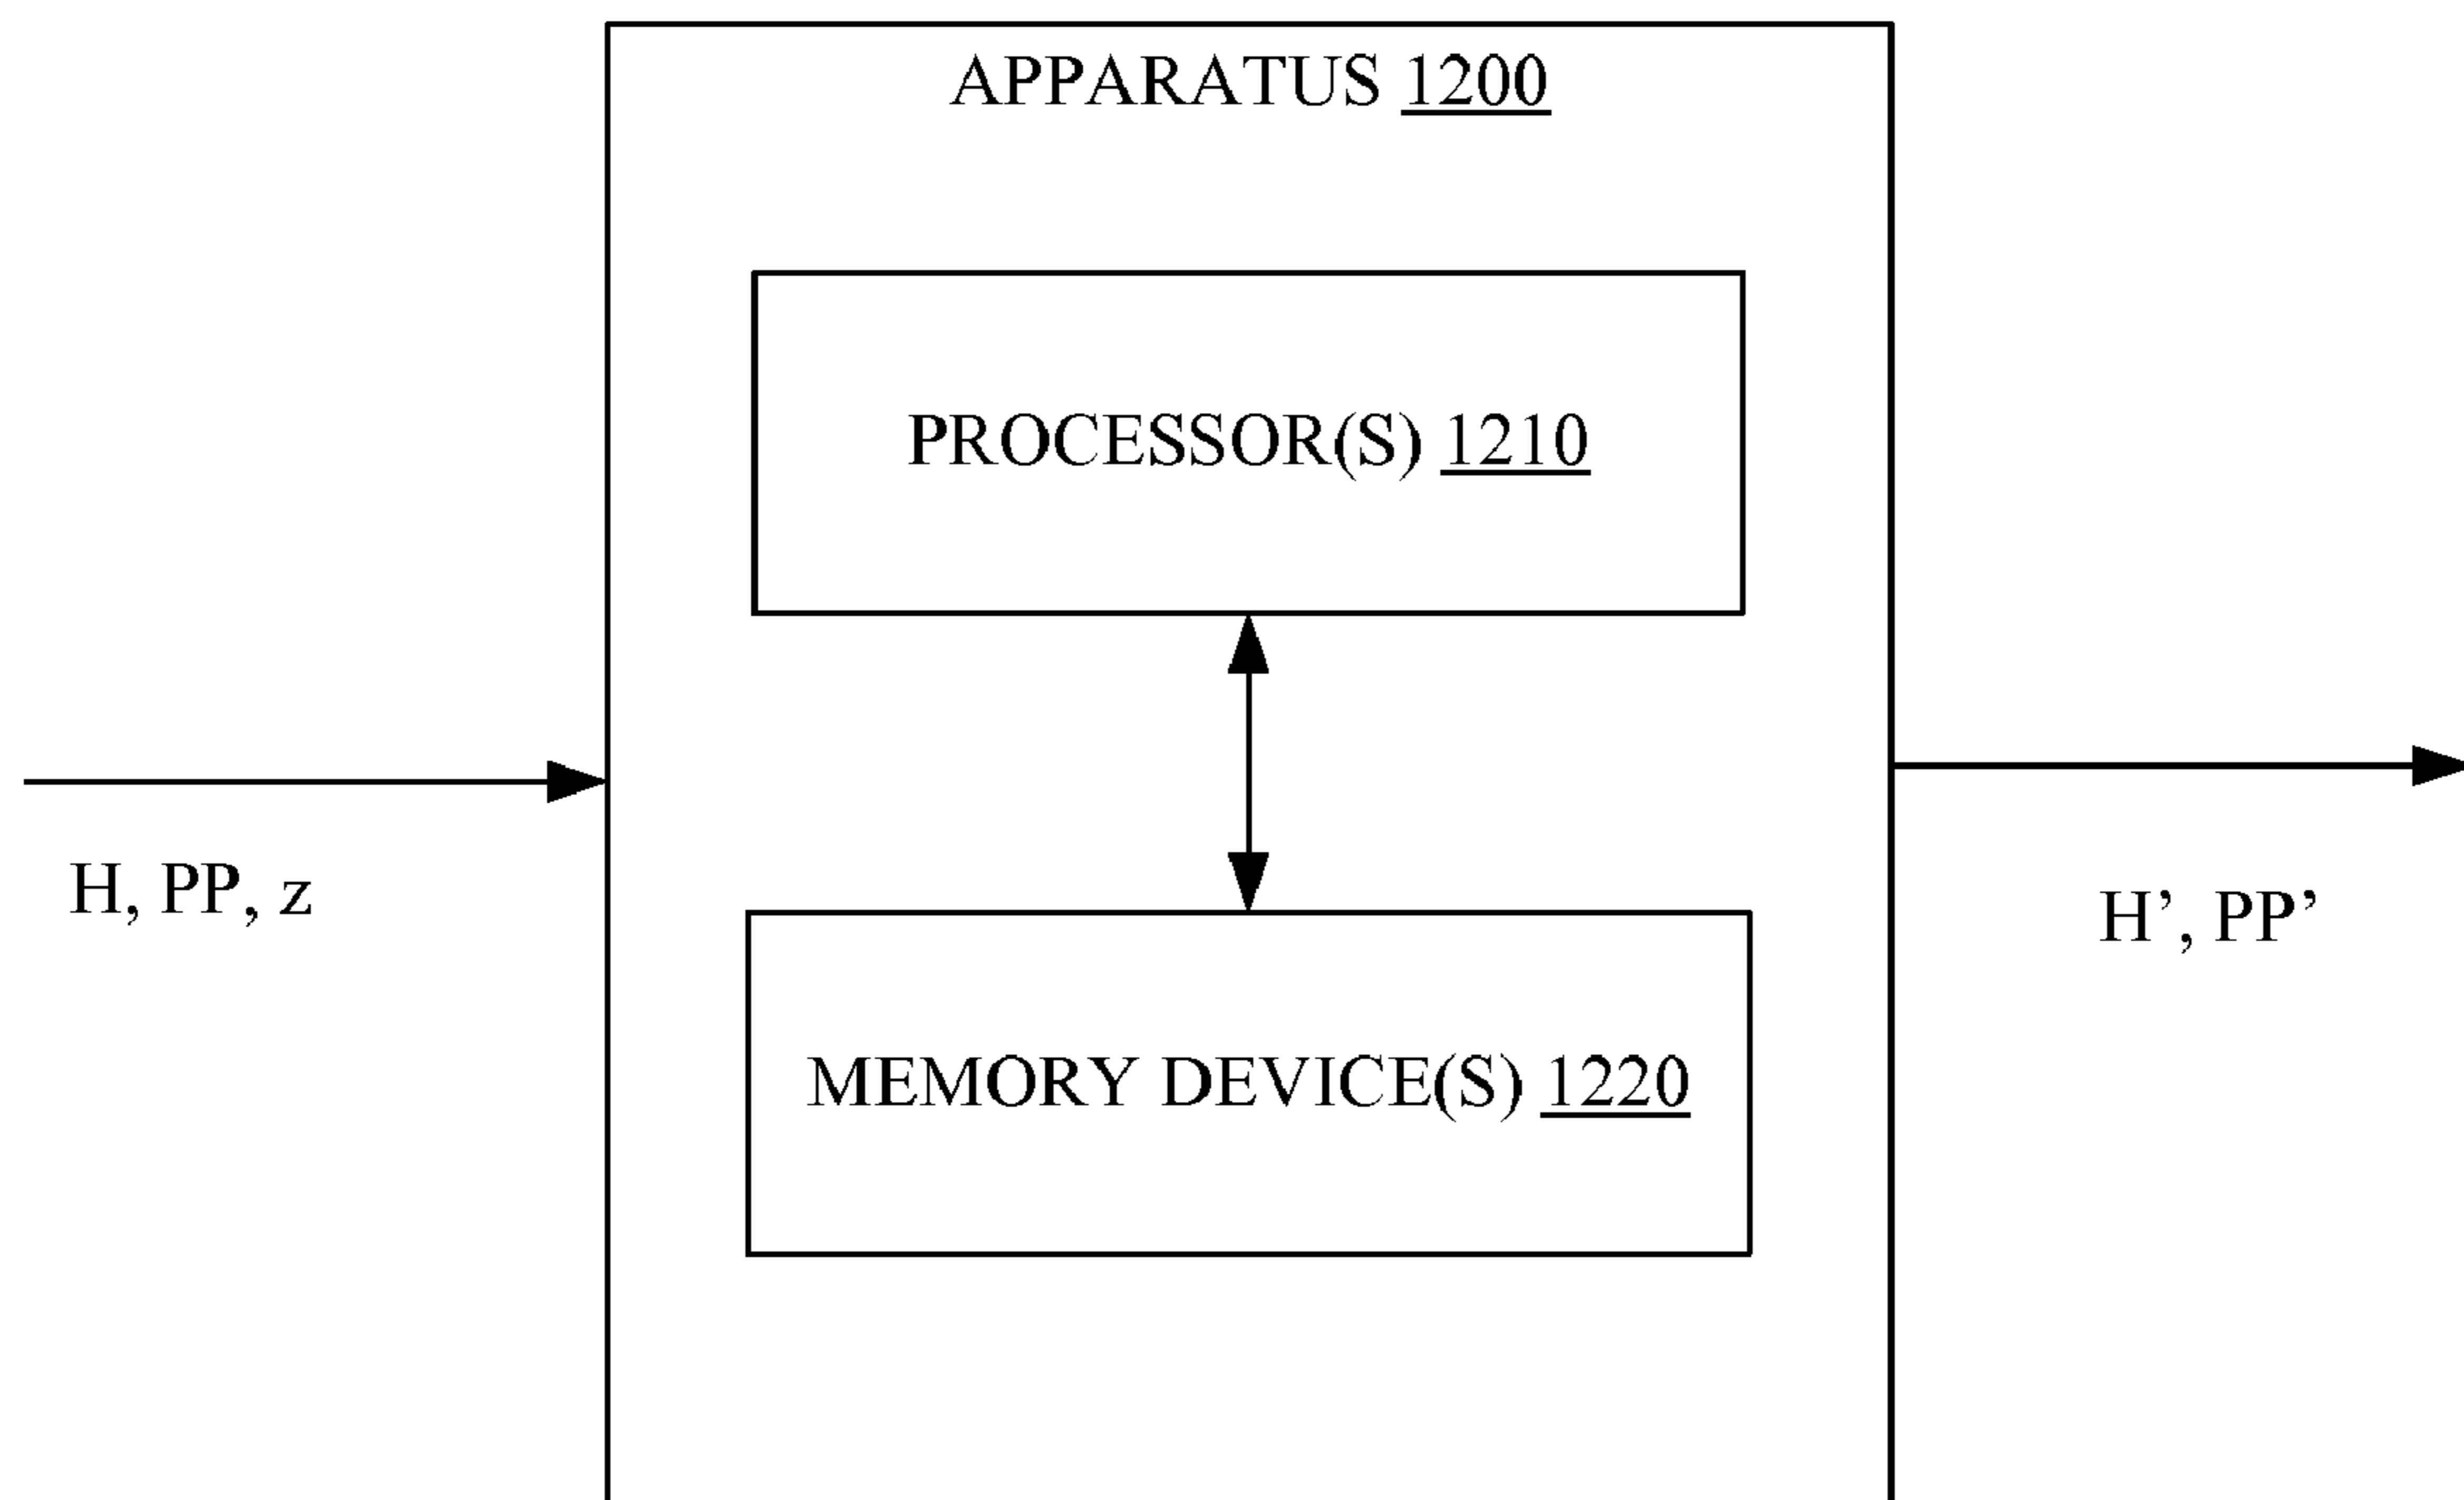 APPARATUS 1200
PROCESSOR(S) 1210
H, PP, z
H’, PP’
MEMORY DEVICE(S) 1220